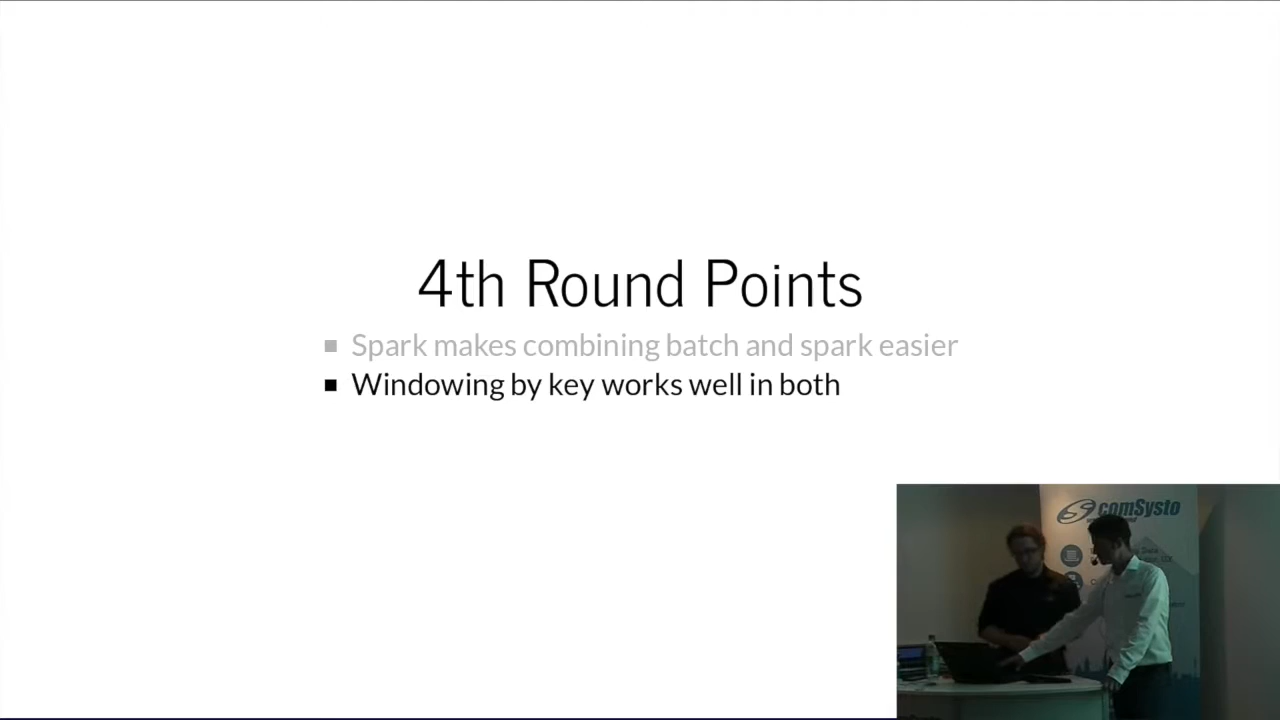 4th Round Points
Spark makes combining batch and spark easier
Windowing by key works well in both
comSysto